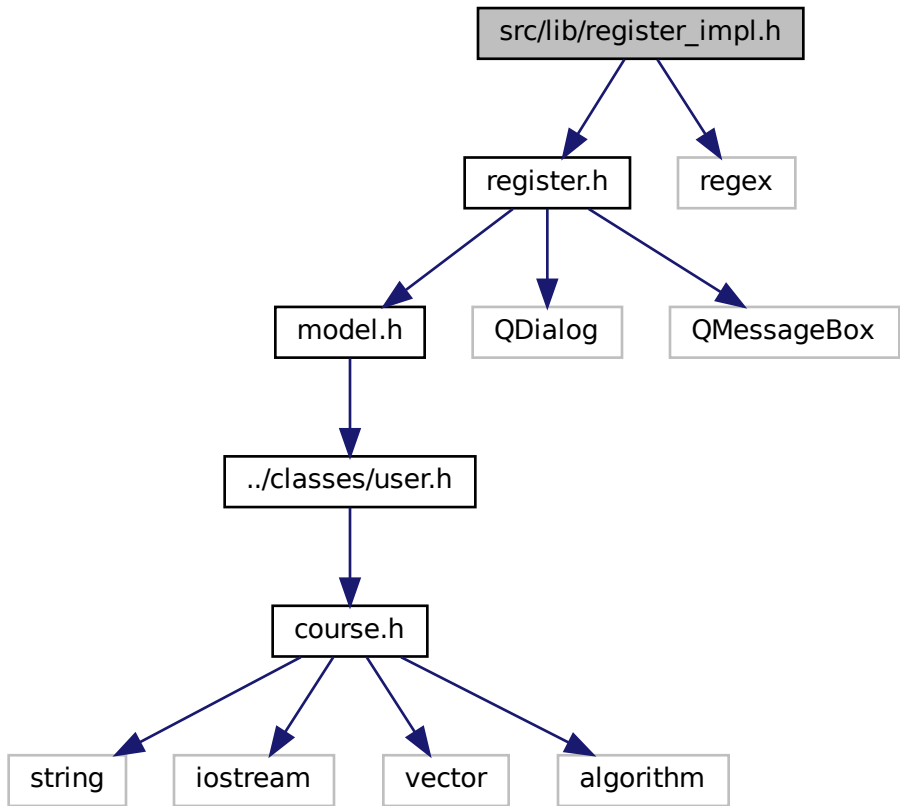 src/lib/register_impl.h
register.h
regex
model.h
QDialog
QMessageBox
../classes/user.h
course.h
string
iostream
vector
algorithm